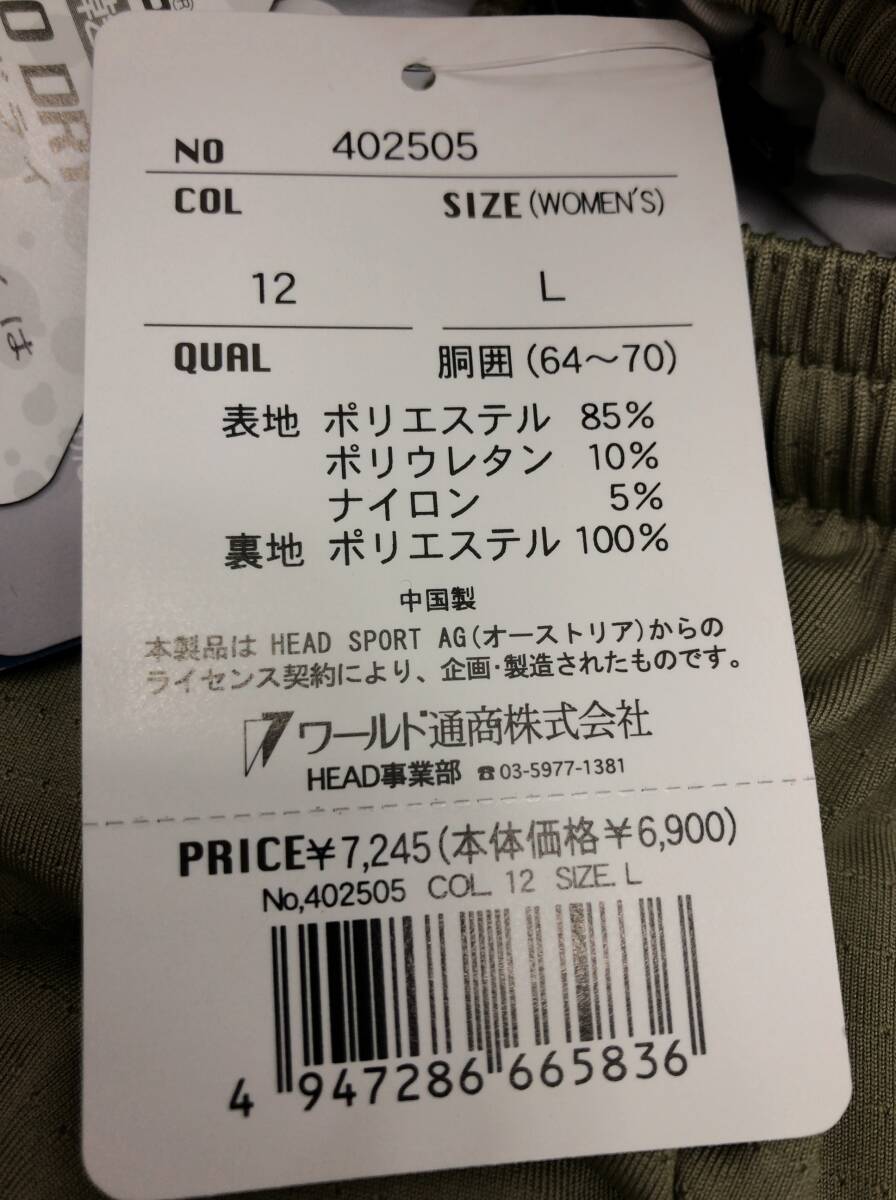 NO 402505
COL SIZE (WOMEN'S)
12 L
QUAL 胴囲 (64〜70)
表地 ポリエステル 85%
ポリウレタン 10%
ナイロン 5%
裏地 ポリエステル 100%
中国製
本製品は HEAD SPORT AG(オーストリア)からの
ライセンス契約により、企画・製造されたものです。
ワールド通商株式会社
HEAD事業部 ☎03-5977-1381
PRICE¥7,245(本体価格¥6,900)
No,402505 COL. 12 SIZE. L
4 947286 665836